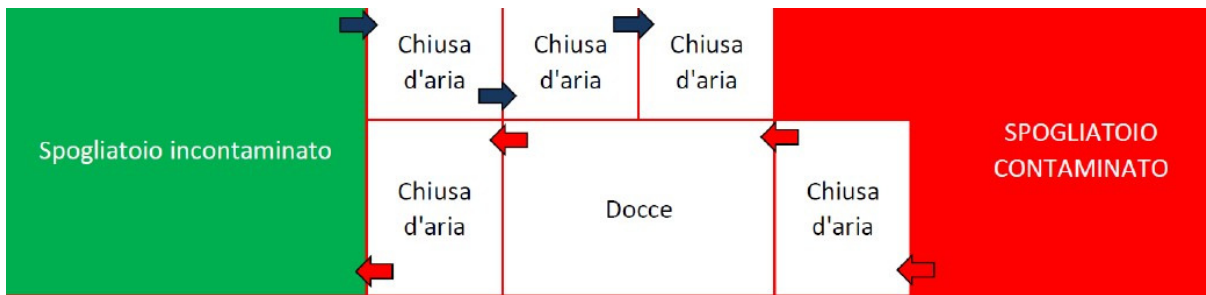 Chiusa
d'aria
Chiusa
d'aria
Chiusa
d'aria
Spogliatoio incontaminato
SPOGLIATOIO
CONTAMINATO
Chiusa
d'aria
Docce
Chiusa
d'aria